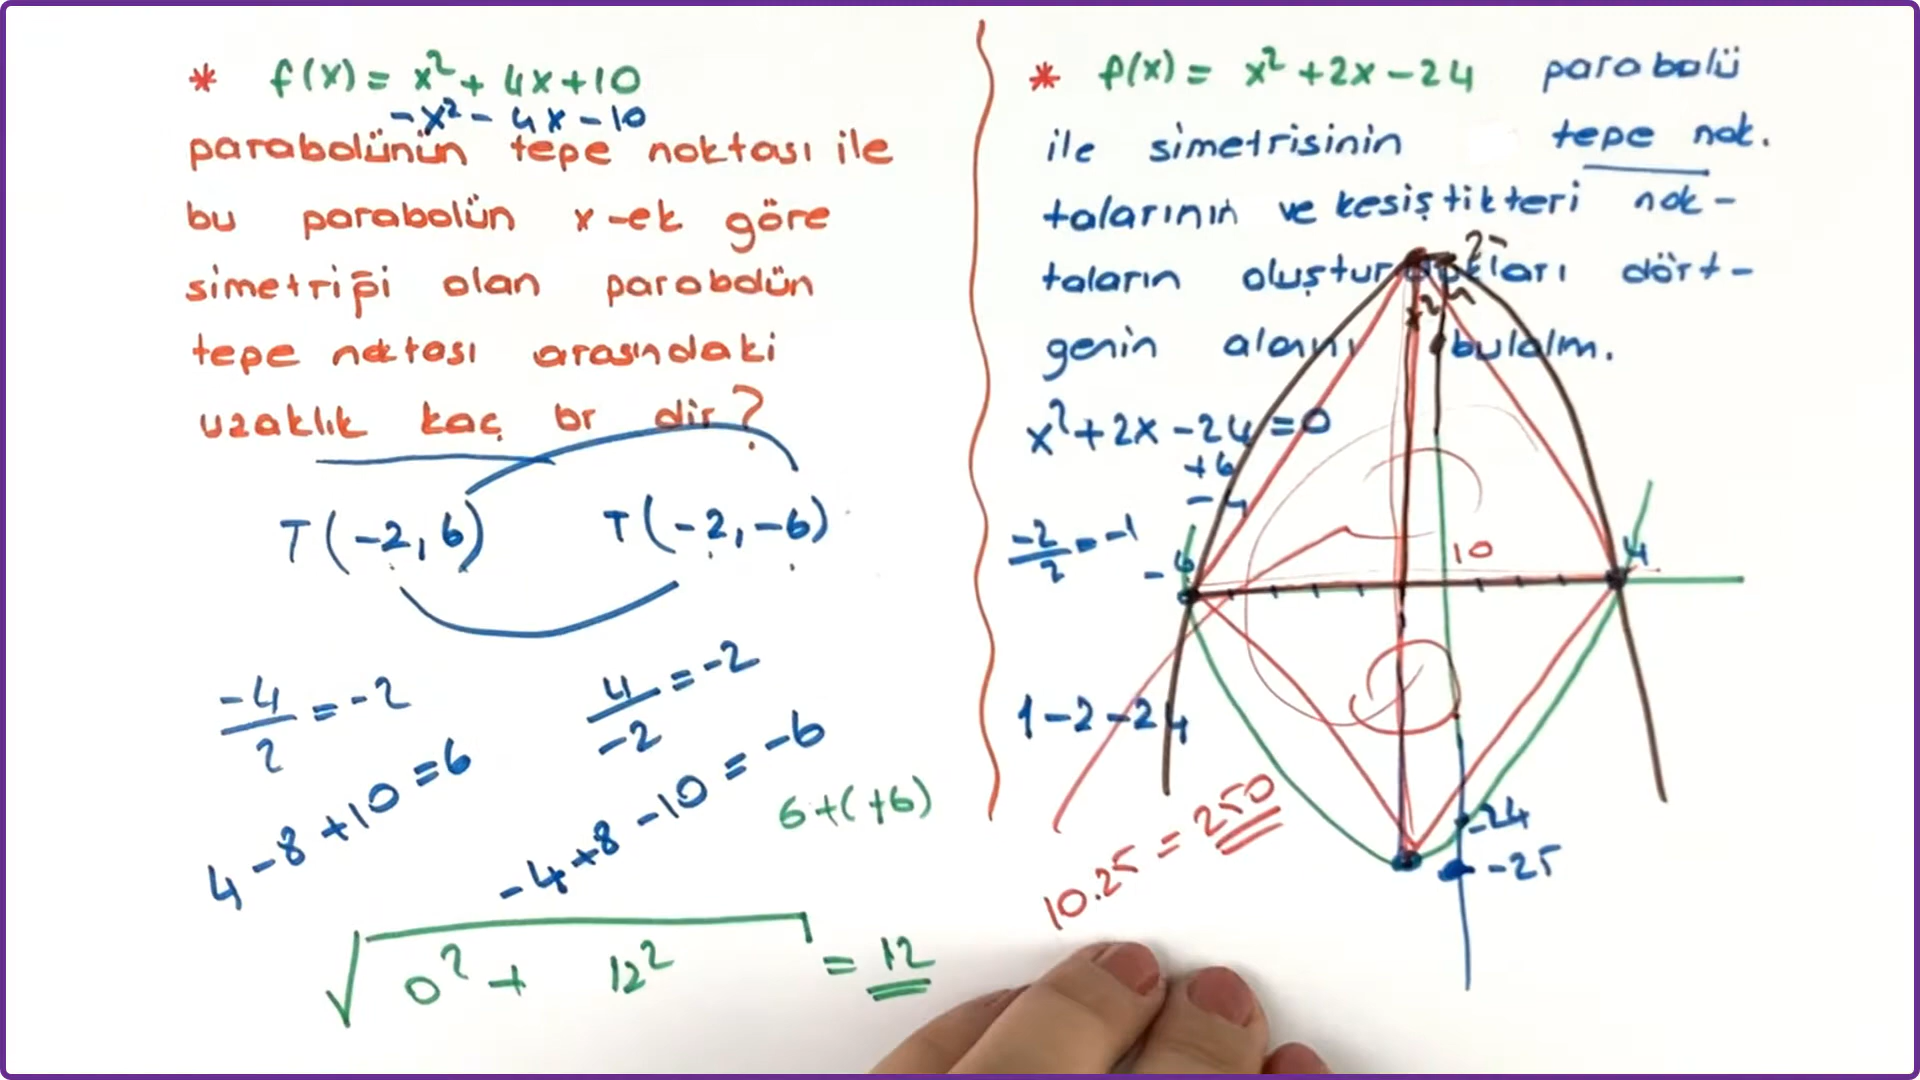 * f(x) = x² + 4x + 10
-x² - 4x - 10
parabolünün tepe noktası ile
bu parabolün x-ek göre
simetriği olan parabolün
tepe noktası arasındaki
uzaklık kaç br dir?
T(-2, 6) T(-2, -6)
-4/2 = -2
4/-2 = -2
4 - 8 + 10 = 6
-4 + 8 - 10 = -6
6+(+6)
√0² + 12² = 12
* f(x) = x² + 2x - 24 parabolü
ile simetrisinin tepe nok.
talarının ve kesiştikleri nok-
taların oluşturdukları dört-
genin alanı bulalım.
x² + 2x - 24 = 0
+6
-4
-2/2 = -1
-6
4
10
1 - 2 - 24
-24
-25
10.25 = 250